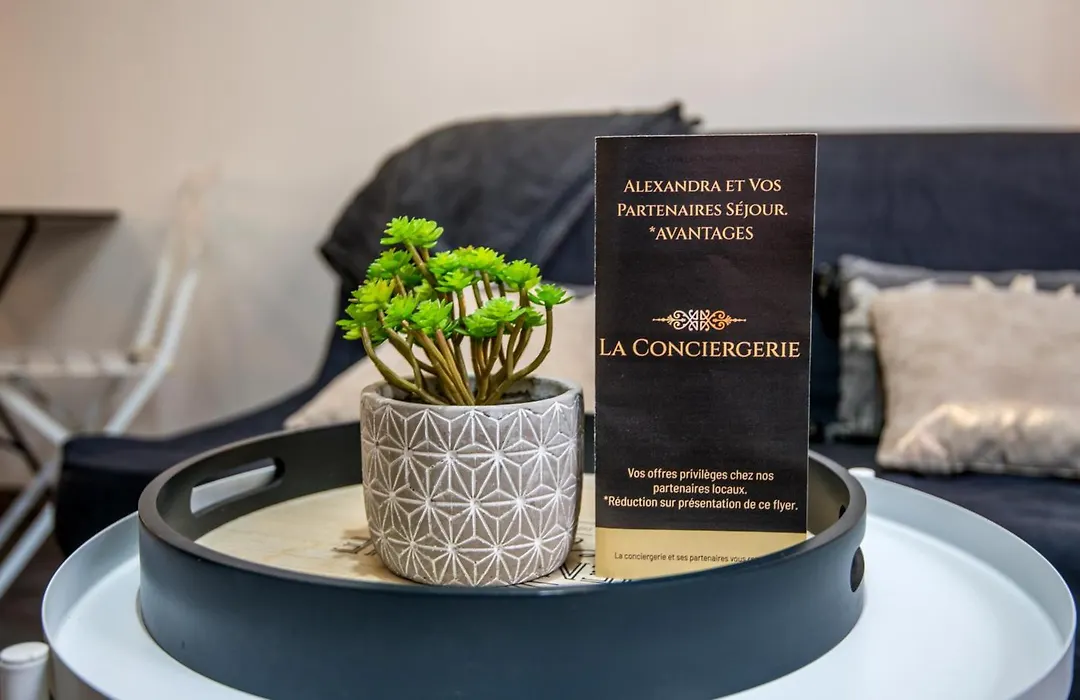 Alexandra et Vos
Partenaires Séjour.
*AVANTAGES
La Conciergerie
Vos offres privilèges chez nos
partenaires locaux.
*Réduction sur présentation de ce flyer.
La conciergerie et ses partenaires vous